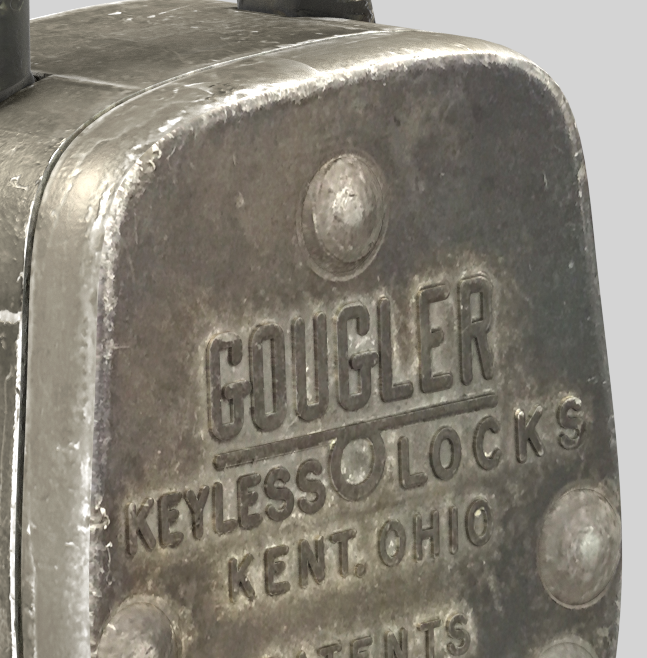 GOUGLER
KEYLESS LOCKS
KENT. OHIO
PATENTS